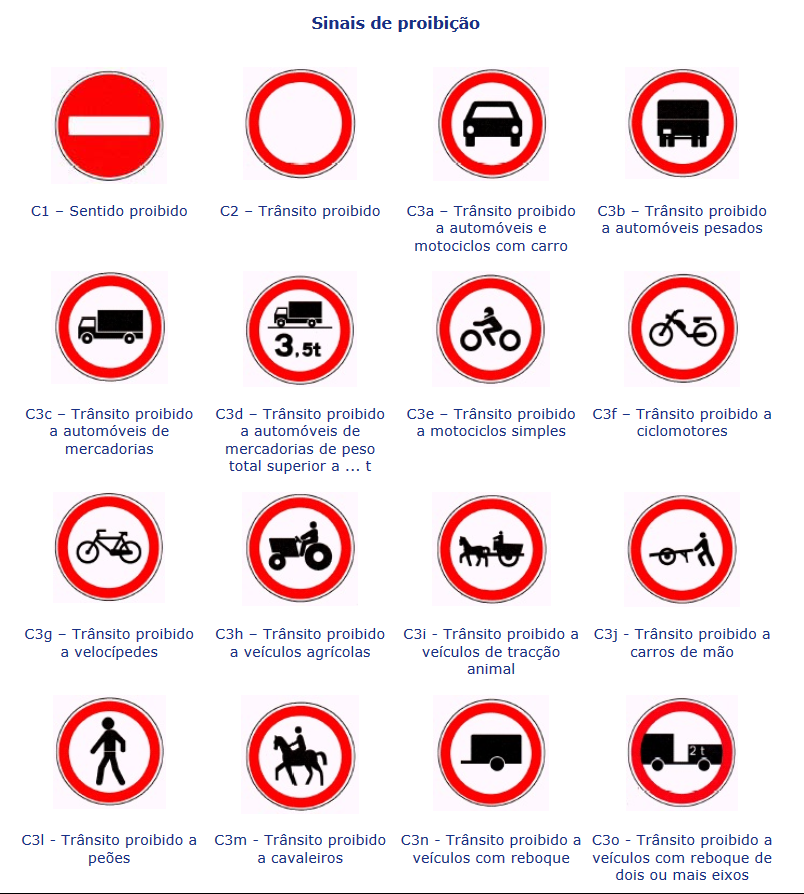 Sinais de proibição
C1 – Sentido proibido
C2 – Trânsito proibido
C3a – Trânsito proibido
a automóveis e
motociclos com carro
C3b – Trânsito proibido
a automóveis pesados
3,5t
C3c – Trânsito proibido
a automóveis de
mercadorias
C3d – Trânsito proibido
a automóveis de
mercadorias de peso
total superior a ... t
C3e – Trânsito proibido
a motociclos simples
C3f – Trânsito proibido a
ciclomotores
C3g – Trânsito proibido
a velocípedes
C3h – Trânsito proibido
a veículos agrícolas
C3i - Trânsito proibido a
veículos de tracção
animal
C3j - Trânsito proibido a
carros de mão
2 t
C3l - Trânsito proibido a
peões
C3m - Trânsito proibido
a cavaleiros
C3n - Trânsito proibido a
veículos com reboque
C3o - Trânsito proibido a
veículos com reboque de
dois ou mais eixos